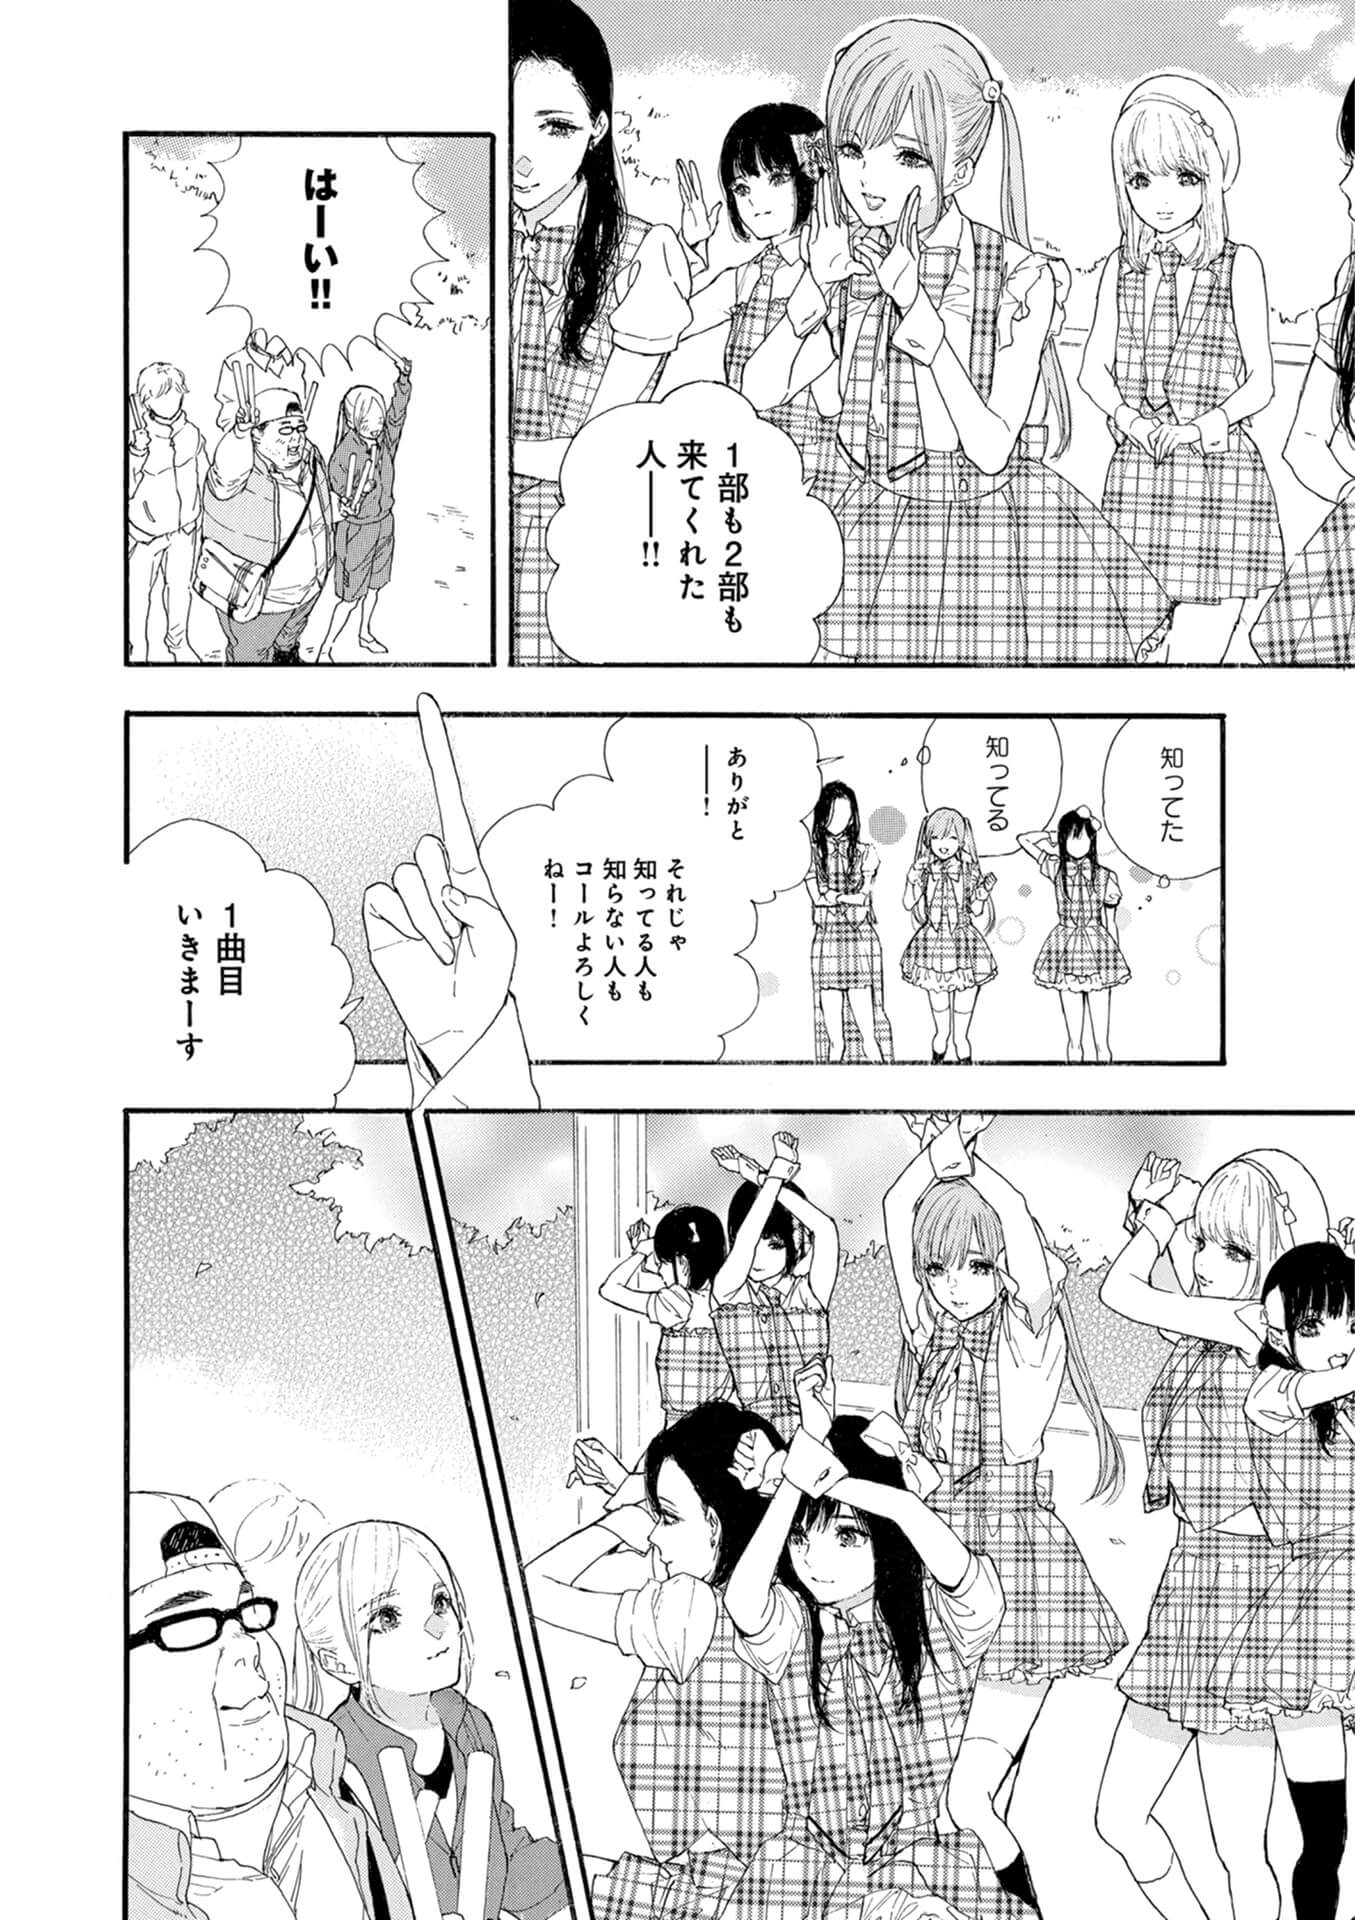 1部も2部も
来てくれた
人――!!
はーい!!
知ってた
知ってる
ありがと
――!
それじゃ
知ってる人も
知らない人も
コールよろしく
ねー!
1曲目
いきまーす